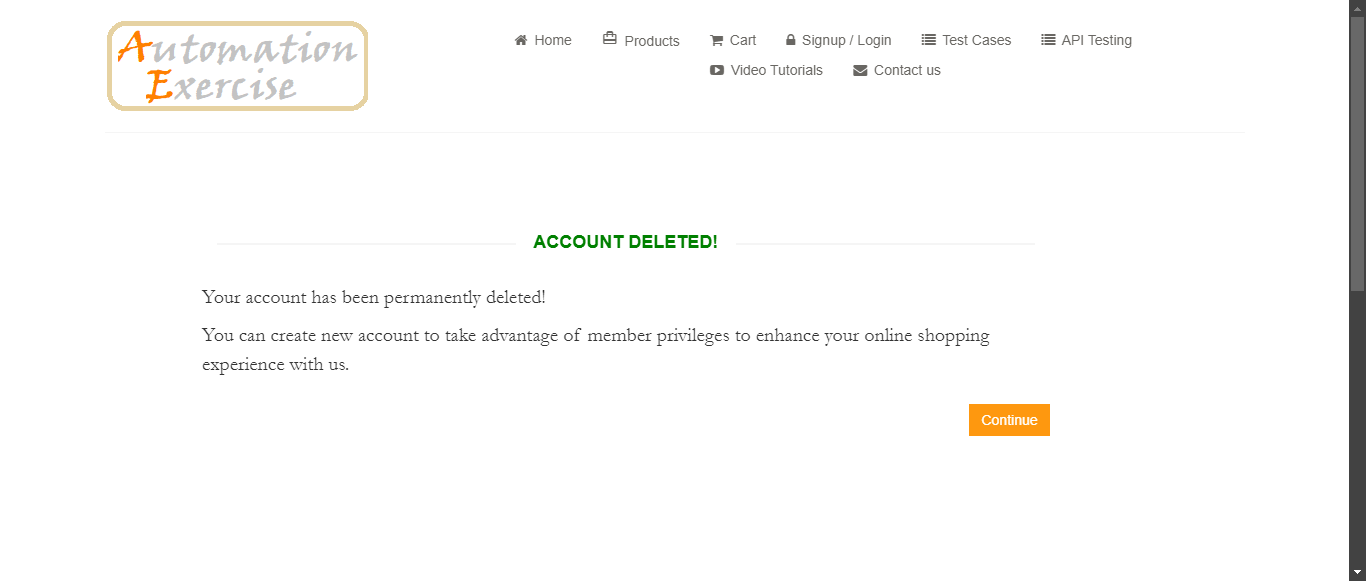 Automation
Exercise
Home
Products
Cart
Signup / Login
Test Cases
API Testing
Video Tutorials
Contact us
ACCOUNT DELETED!
Your account has been permanently deleted!
You can create new account to take advantage of member privileges to enhance your online shopping
experience with us.
Continue